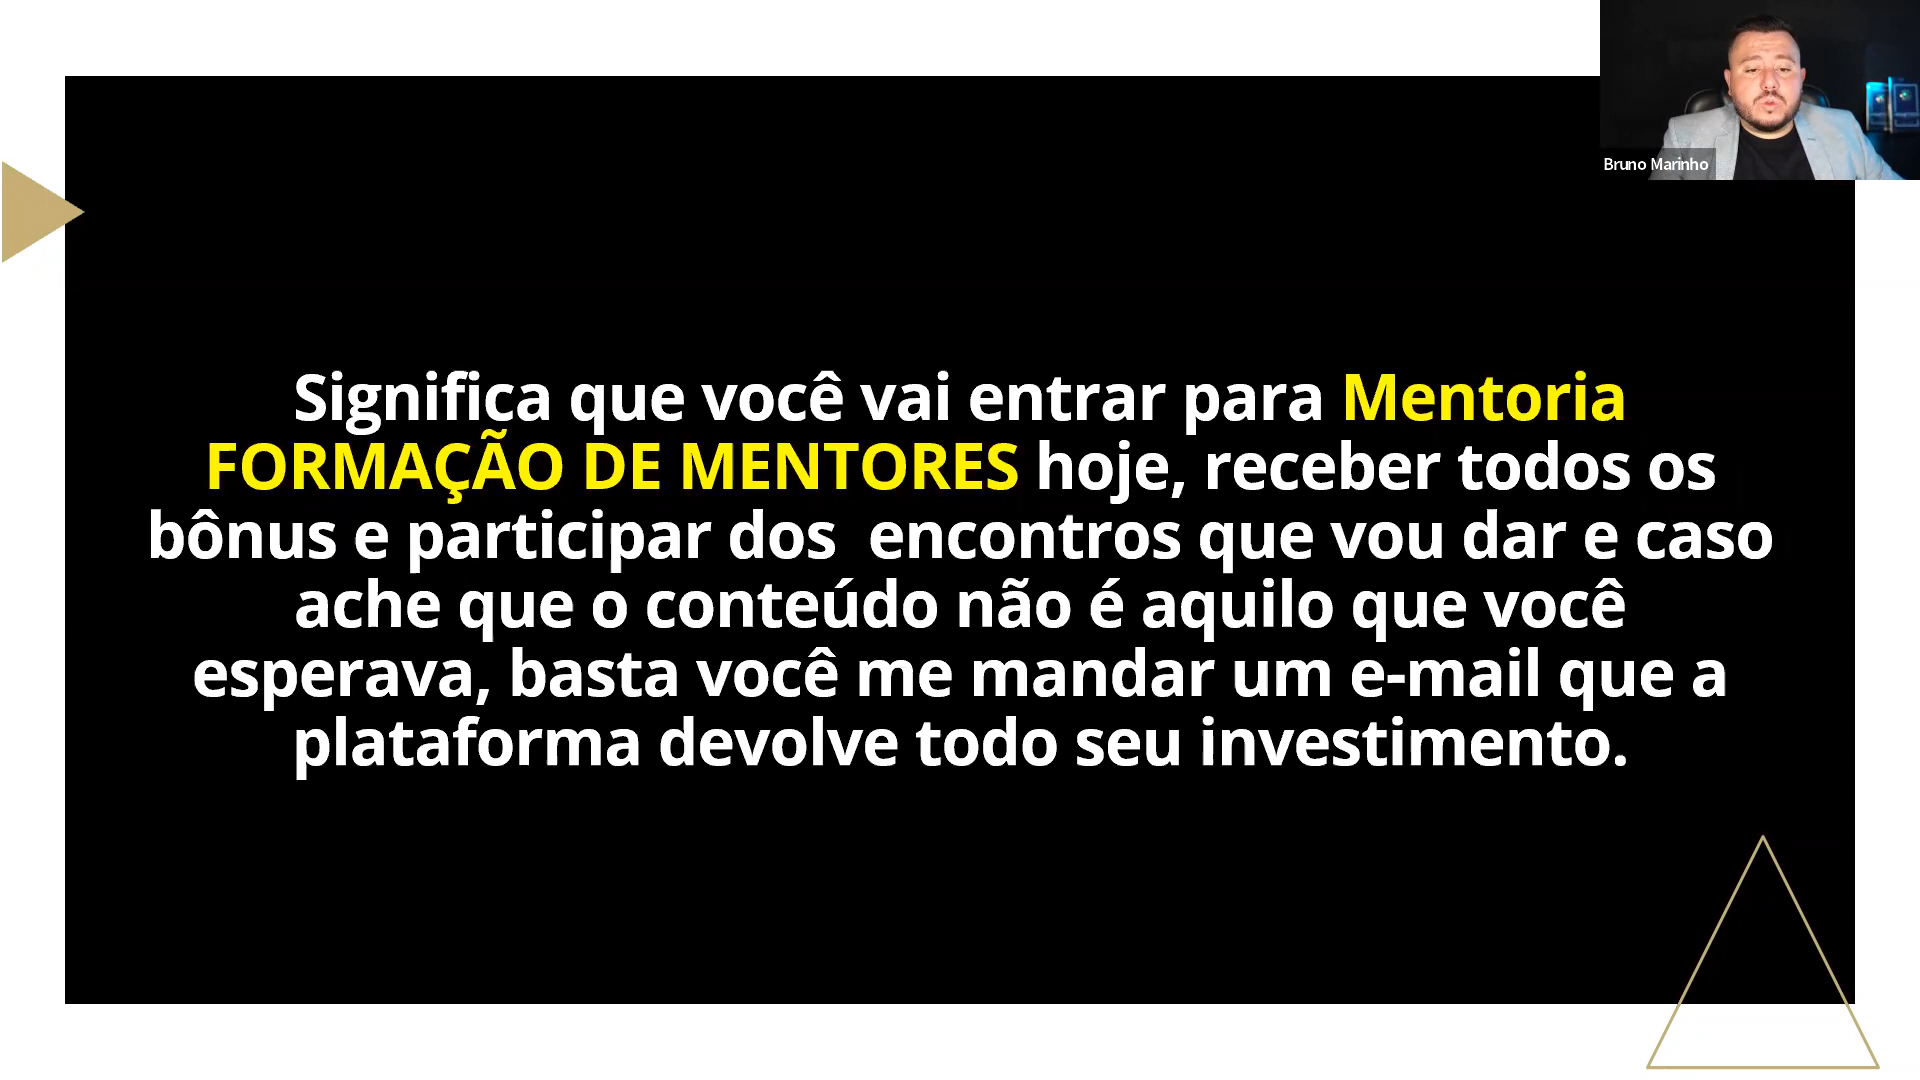 Bruno Marinho
Significa que você vai entrar para Mentoria
FORMAÇÃO DE MENTORES hoje, receber todos os
bônus e participar dos  encontros que vou dar e caso
ache que o conteúdo não é aquilo que você
esperava, basta você me mandar um e-mail que a
plataforma devolve todo seu investimento.